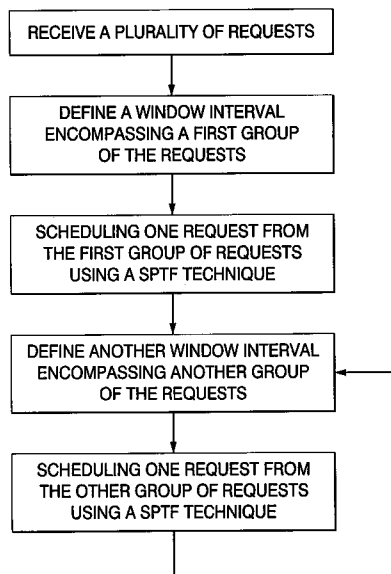 RECEIVE A PLURALITY OF REQUESTS
DEFINE A WINDOW INTERVAL
ENCOMPASSING A FIRST GROUP
OF THE REQUESTS
SCHEDULING ONE REQUEST FROM
THE FIRST GROUP OF REQUESTS
USING A SPTF TECHNIQUE
DEFINE ANOTHER WINDOW INTERVAL
ENCOMPASSING ANOTHER GROUP
OF THE REQUESTS
SCHEDULING ONE REQUEST FROM
THE OTHER GROUP OF REQUESTS
USING A SPTF TECHNIQUE